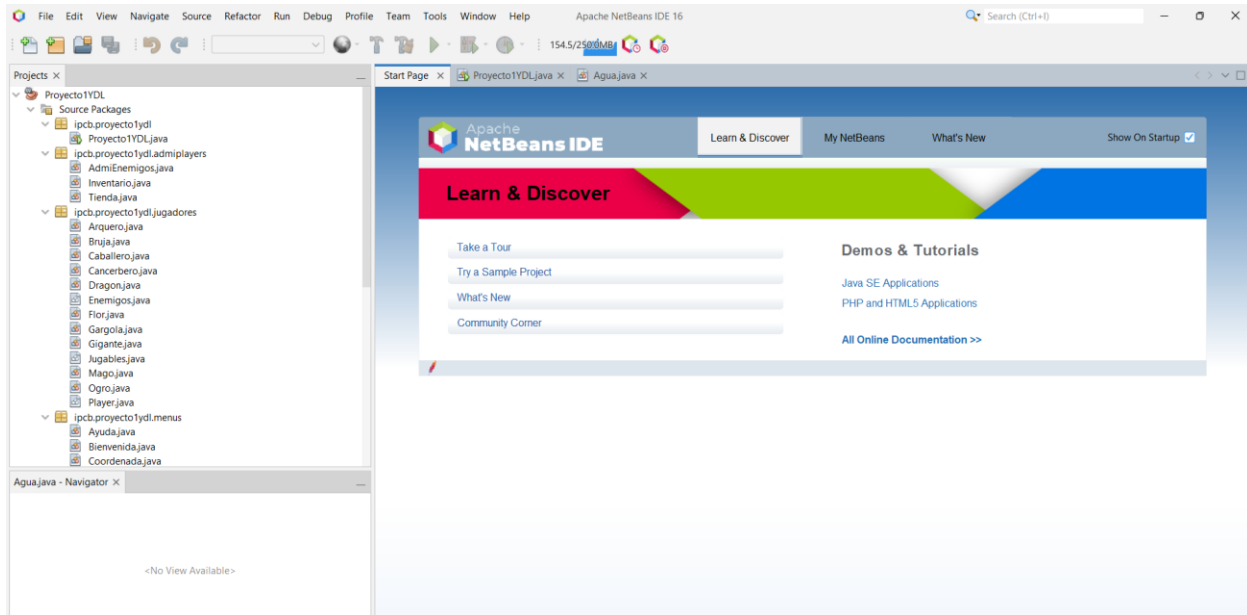 File Edit View Navigate Source Refactor Run Debug Profile Team Tools Window Help Apache NetBeans IDE 16 Search (Ctrl+I)
154.5/250.0MB
Projects
Proyecto1YDL
Source Packages
ipcb.proyecto1ydl
Proyecto1YDL.java
ipcb.proyecto1ydl.admiplayers
AdmiEnemigos.java
Inventario.java
Tienda.java
ipcb.proyecto1ydl.jugadores
Arquero.java
Bruja.java
Caballero.java
Cancerbero.java
Dragon.java
Enemigos.java
Flor.java
Gargola.java
Gigante.java
Jugables.java
Mago.java
Ogro.java
Player.java
ipcb.proyecto1ydl.menus
Ayuda.java
Bienvenida.java
Coordenada.java
Agua.java - Navigator
<No View Available>
Start Page Proyecto1YDL.java Agua.java
Apache
NetBeans IDE
Learn & Discover My NetBeans What's New Show On Startup
Learn & Discover
Take a Tour
Try a Sample Project
What's New
Community Corner
Demos & Tutorials
Java SE Applications
PHP and HTML5 Applications
All Online Documentation >>